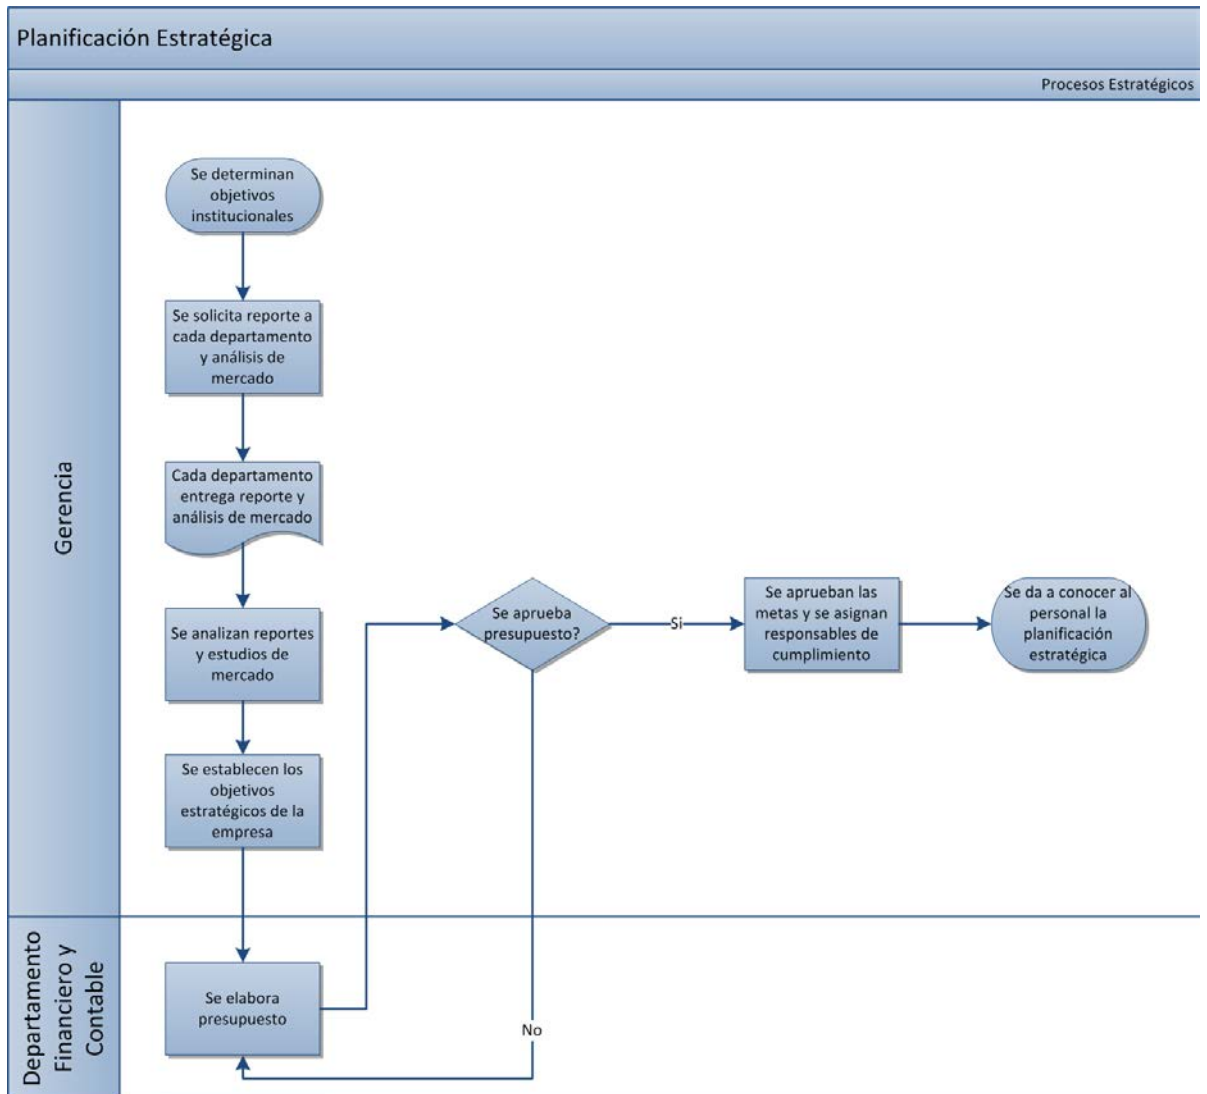 Planificación Estratégica
Procesos Estratégicos
Gerencia
Se determinan
objetivos
institucionales
Se solicita reporte a
cada departamento
y análisis de
mercado
Cada departamento
entrega reporte y
análisis de mercado
Se analizan reportes
y estudios de
mercado
Se establecen los
objetivos
estratégicos de la
empresa
Se aprueba
presupuesto?
Si
Se aprueban las
metas y se asignan
responsables de
cumplimiento
Se da a conocer al
personal la
planificación
estratégica
Departamento
Financiero y
Contable
Se elabora
presupuesto
No